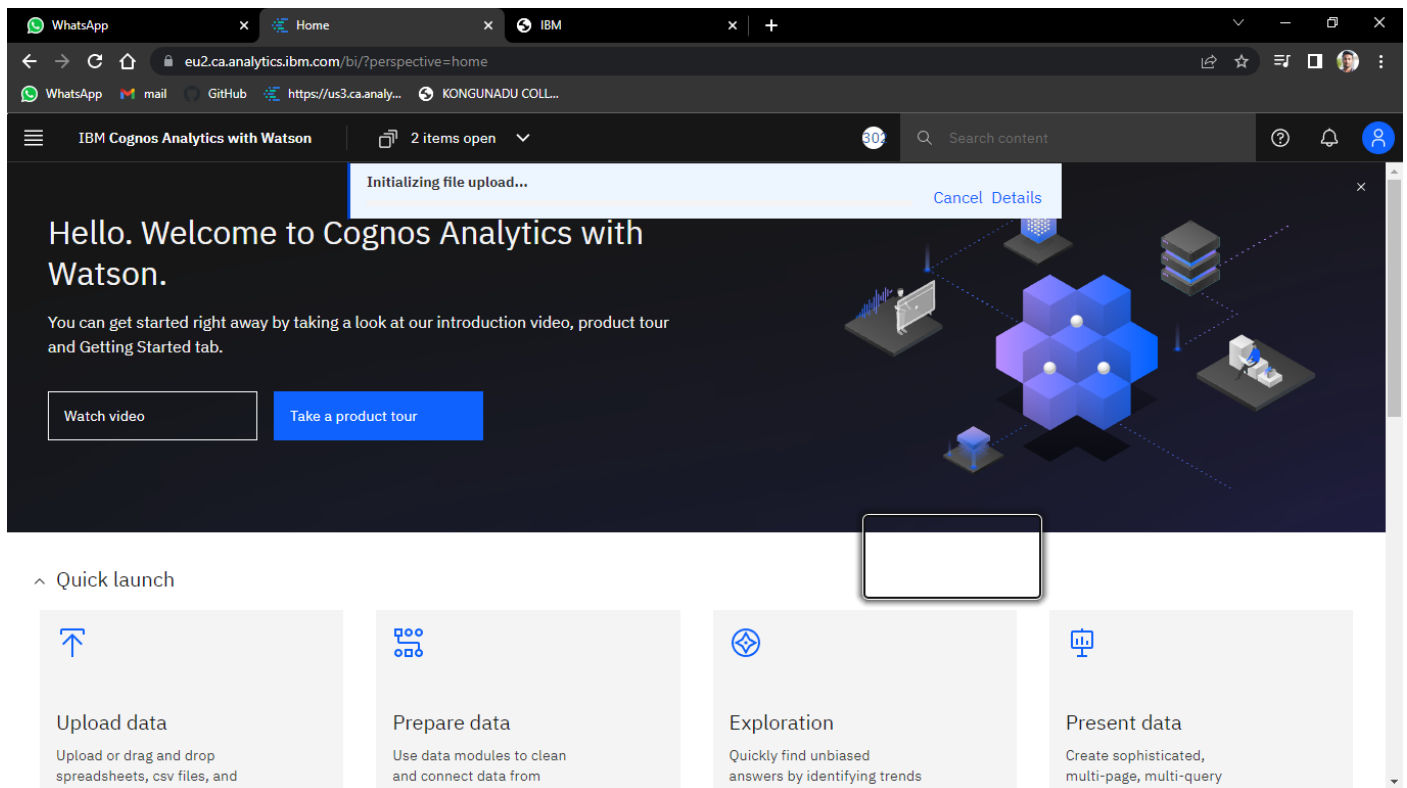 WhatsApp
Home
IBM
eu2.ca.analytics.ibm.com/bi/?perspective=home
WhatsApp
mail
GitHub
https://us3.ca.analy...
KONGUNADU COLL...
IBM Cognos Analytics with Watson
2 items open
302
Search content
Initializing file upload...
Cancel Details
Hello. Welcome to Cognos Analytics with
Watson.
You can get started right away by taking a look at our introduction video, product tour
and Getting Started tab.
Watch video
Take a product tour
Quick launch
Upload data
Upload or drag and drop
spreadsheets, csv files, and
Prepare data
Use data modules to clean
and connect data from
Exploration
Quickly find unbiased
answers by identifying trends
Present data
Create sophisticated,
multi-page, multi-query